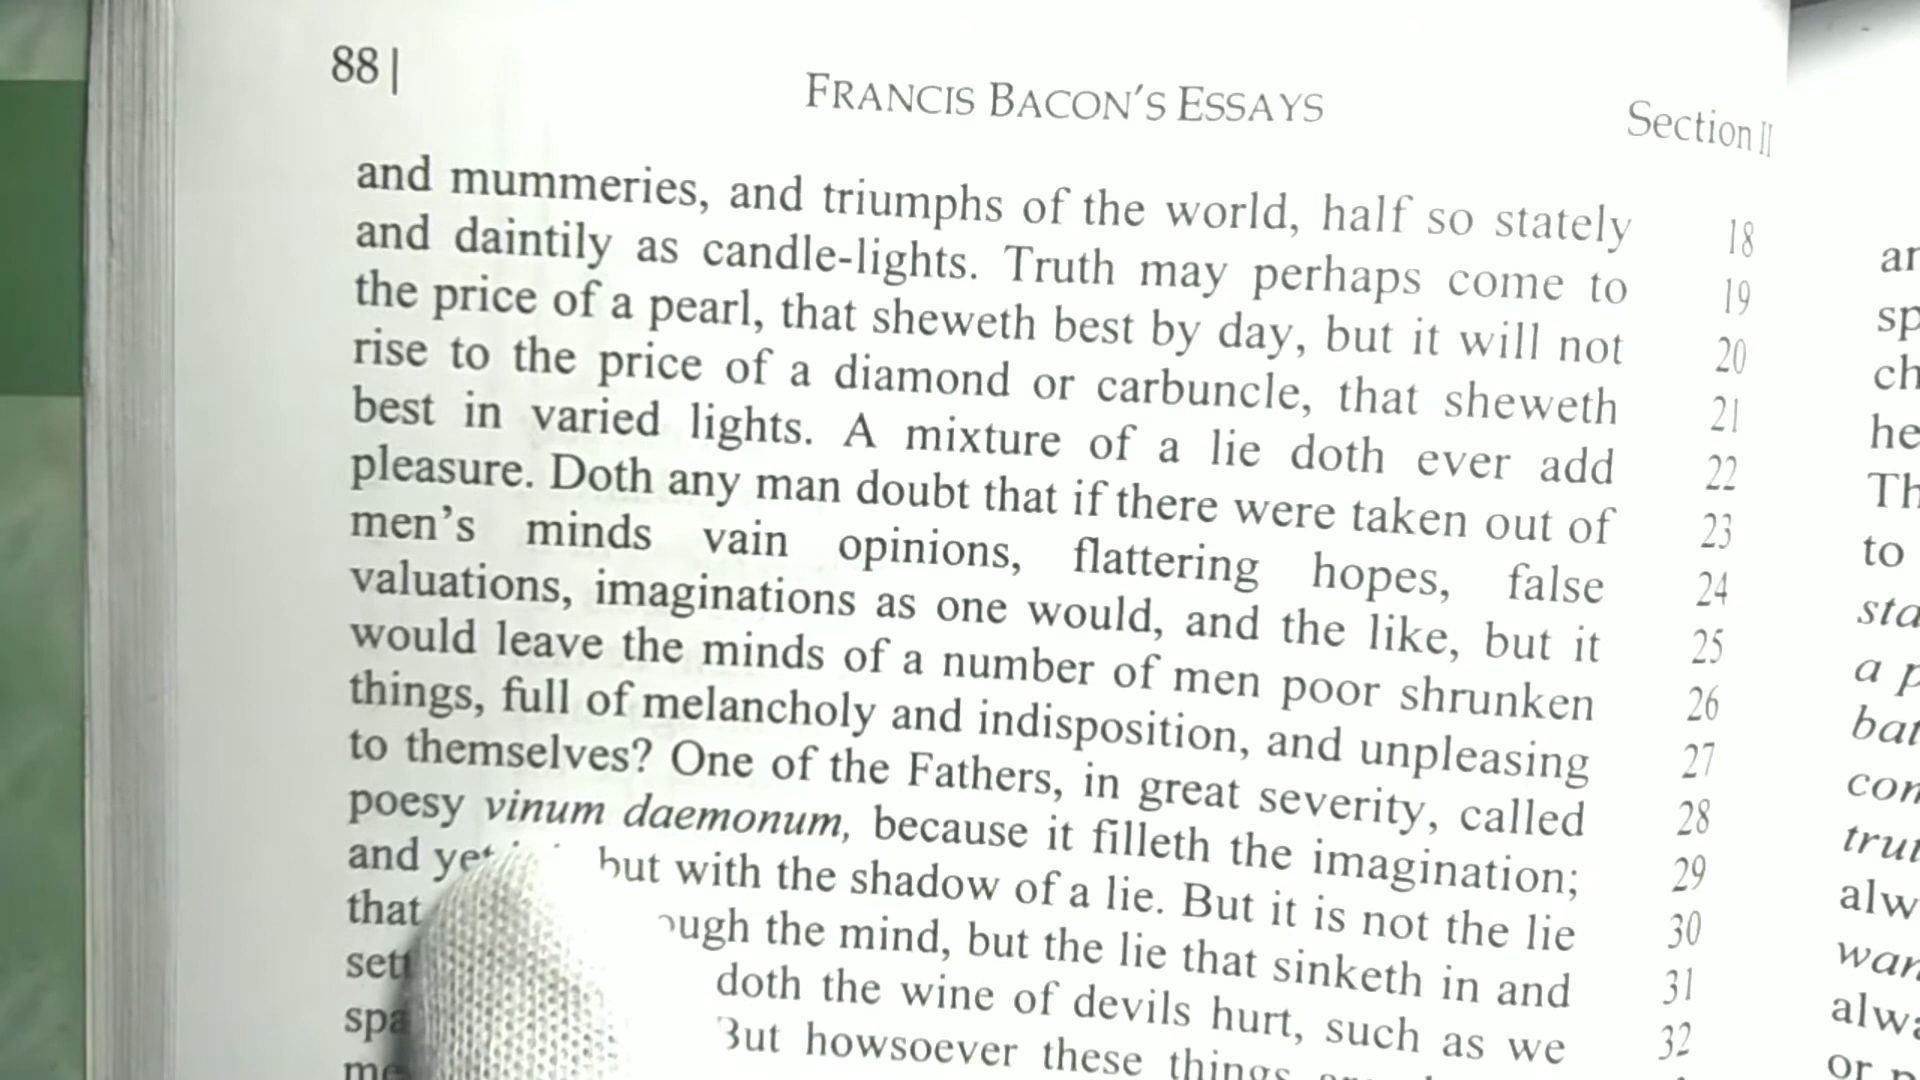 88|
FRANCIS BACON'S ESSAYS
Section II
and mummeries, and triumphs of the world, half so stately 18
and daintily as candle-lights. Truth may perhaps come to 19
the price of a pearl, that sheweth best by day, but it will not 20
rise to the price of a diamond or carbuncle, that sheweth 21
best in varied lights. A mixture of a lie doth ever add 22
pleasure. Doth any man doubt that if there were taken out of 23
men's minds vain opinions, flattering hopes, false 24
valuations, imaginations as one would, and the like, but it 25
would leave the minds of a number of men poor shrunken 26
things, full of melancholy and indisposition, and unpleasing 27
to themselves? One of the Fathers, in great severity, called 28
poesy vinum daemonum, because it filleth the imagination; 29
and but with the shadow of a lie. But it is not the lie 30
that the mind, but the lie that sinketh in and 31
doth the wine of devils hurt, such as we 32
But howsoever these things
he
to
alw